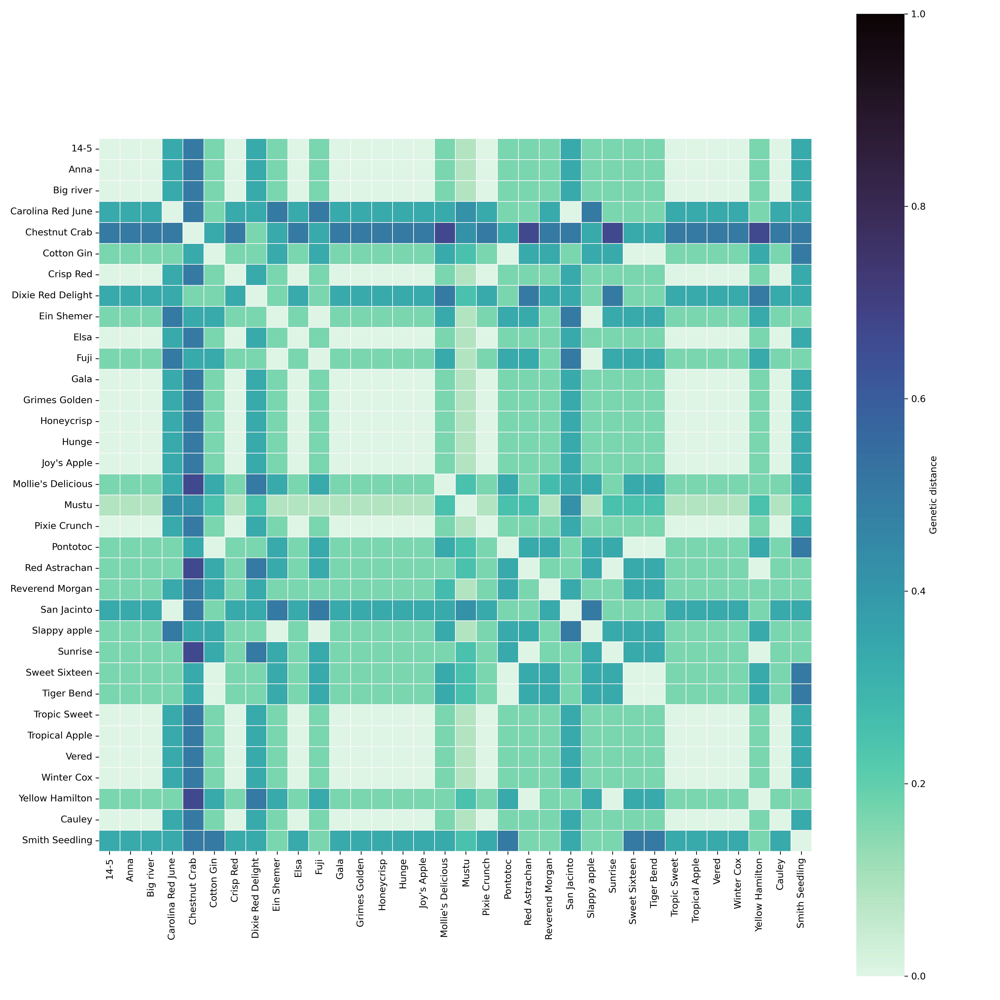 1.0
0.8
0.6
0.4
0.2
0.0
Genetic distance
14-5
Anna
Big river
Carolina Red June
Chestnut Crab
Cotton Gin
Crisp Red
Dixie Red Delight
Ein Shemer
Elsa
Fuji
Gala
Grimes Golden
Honeycrisp
Hunge
Joy's Apple
Mollie's Delicious
Mustu
Pixie Crunch
Pontotoc
Red Astrachan
Reverend Morgan
San Jacinto
Slappy apple
Sunrise
Sweet Sixteen
Tiger Bend
Tropic Sweet
Tropical Apple
Vered
Winter Cox
Yellow Hamilton
Cauley
Smith Seedling
14-5
Anna
Big river
Carolina Red June
Chestnut Crab
Cotton Gin
Crisp Red
Dixie Red Delight
Ein Shemer
Elsa
Fuji
Gala
Grimes Golden
Honeycrisp
Hunge
Joy's Apple
Mollie's Delicious
Mustu
Pixie Crunch
Pontotoc
Red Astrachan
Reverend Morgan
San Jacinto
Slappy apple
Sunrise
Sweet Sixteen
Tiger Bend
Tropic Sweet
Tropical Apple
Vered
Winter Cox
Yellow Hamilton
Cauley
Smith Seedling